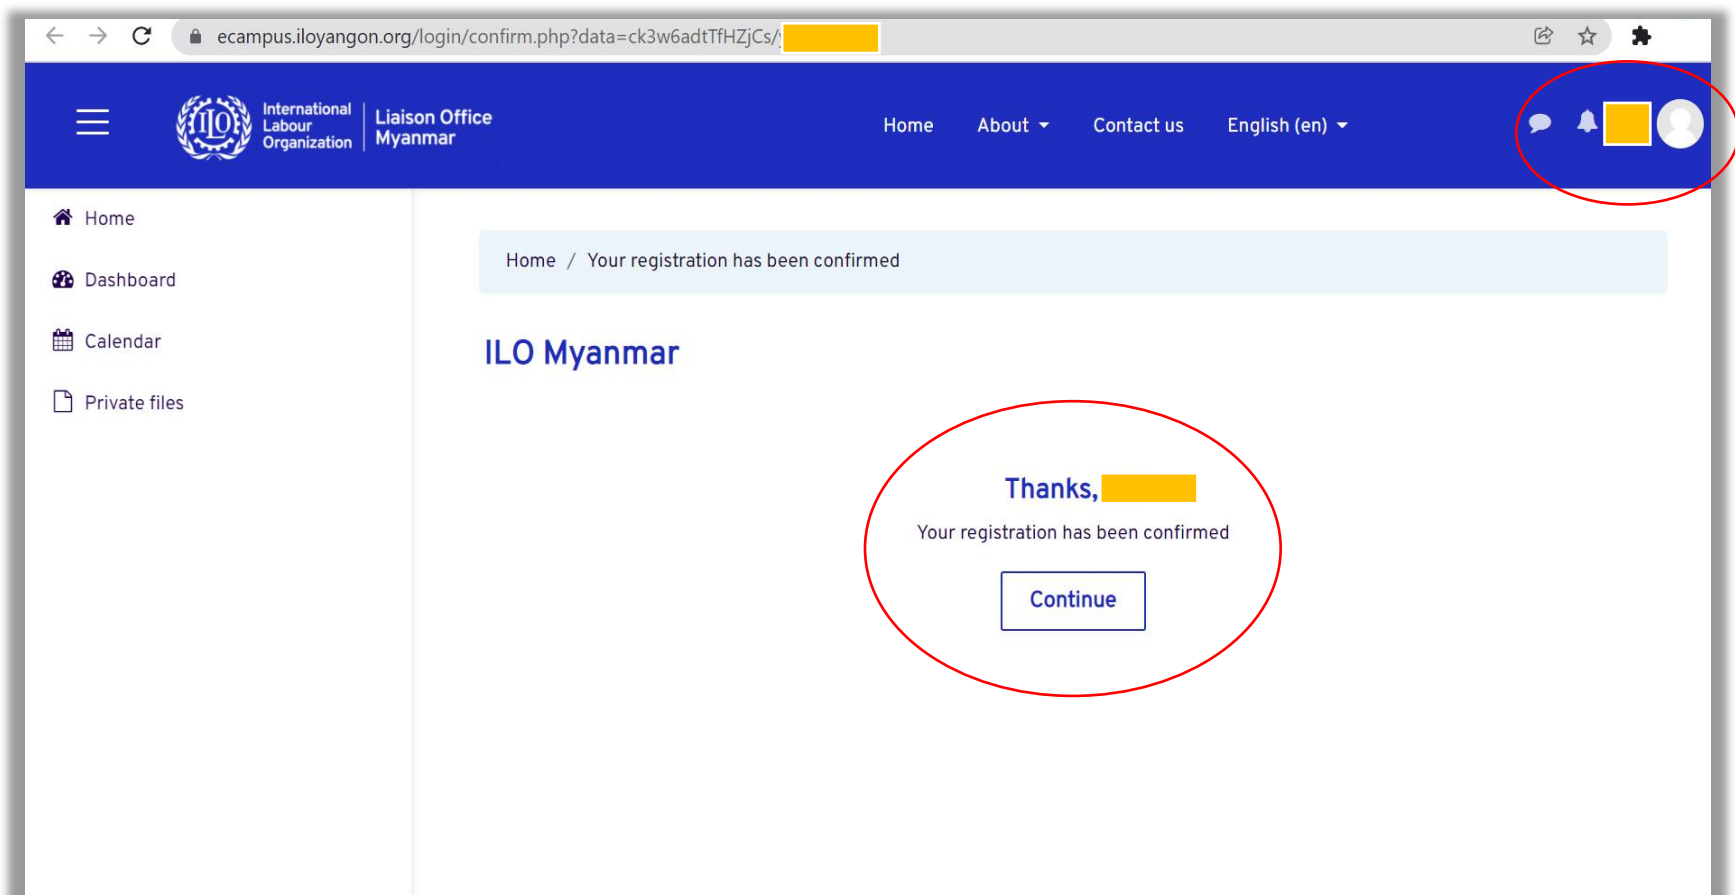 ecampus.iloyangon.org/login/confirm.php?data=ck3w6adtTfHZjCs/
International Labour Organization
Liaison Office Myanmar
Home About Contact us English (en)
Home
Dashboard
Calendar
Private files
Home / Your registration has been confirmed
ILO Myanmar
Thanks,
Your registration has been confirmed
Continue